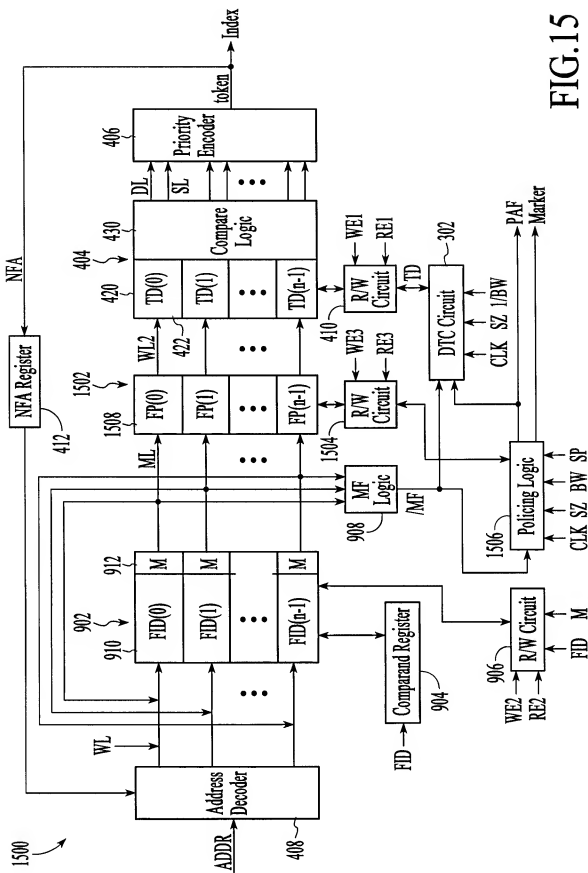 1500
ADDR
Address Decoder
408
WL
NFA Register
412
NFA
902
910
912
FID(0)
M
FID(1)
M
FID(n-1)
M
FID
Comparand Register
904
WE2
RE2
906
R/W Circuit
FID
M
ML
MF Logic
908
/MF
1502
1508
FP(0)
FP(1)
FP(n-1)
WL2
R/W Circuit
1504
WE3
RE3
Policing Logic
1506
CLK
SZ
BW
SP
404
420
422
430
TD(0)
TD(1)
TD(n-1)
Compare Logic
R/W Circuit
410
WE1
RE1
TD
DTC Circuit
302
CLK
SZ
1/BW
PAF
Marker
DL
SL
406
Priority Encoder
token
Index
FIG.15